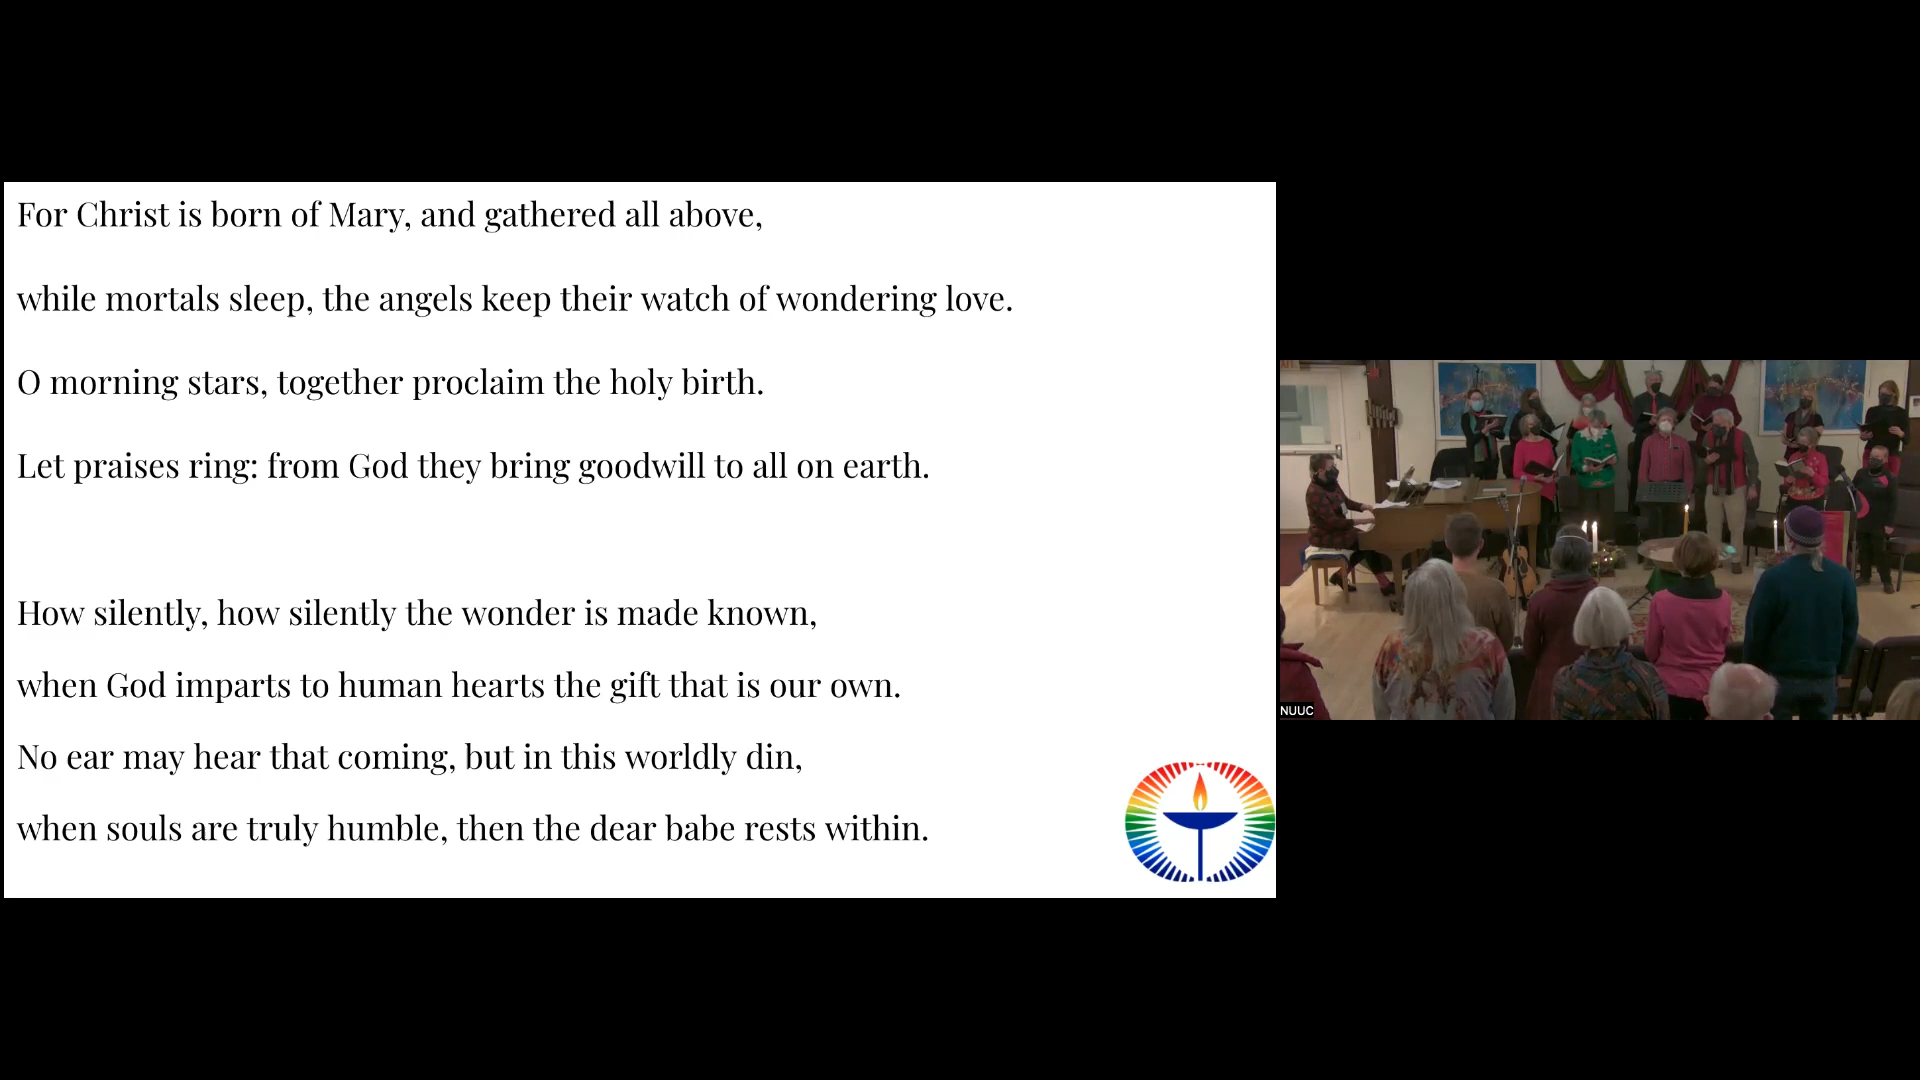 For Christ is born of Mary, and gathered all above,
while mortals sleep, the angels keep their watch of wondering love.
O morning stars, together proclaim the holy birth.
Let praises ring: from God they bring goodwill to all on earth.
How silently, how silently the wonder is made known,
when God imparts to human hearts the gift that is our own.
No ear may hear that coming, but in this worldly din,
when souls are truly humble, then the dear babe rests within.
NUUC